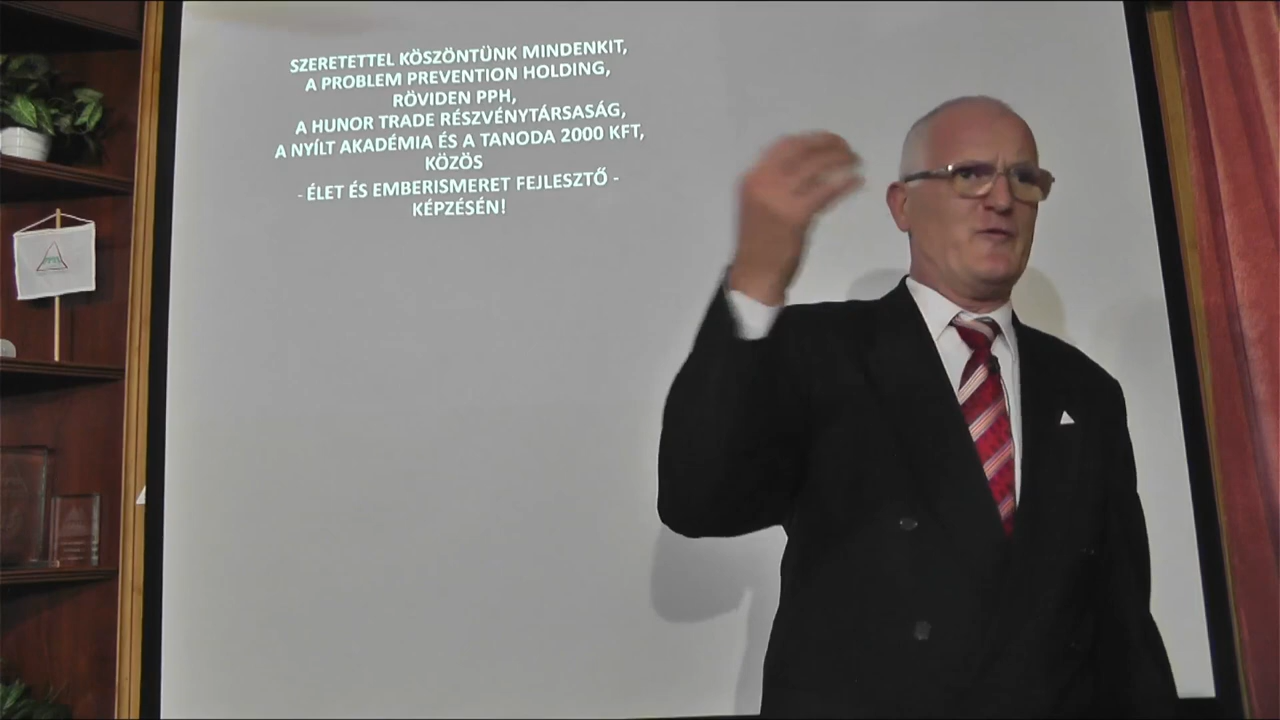 SZERETETTEL KÖSZÖNTÜNK MINDENKIT,
A PROBLEM PREVENTION HOLDING,
RÖVIDEN PPH,
A HUNOR TRADE RÉSZVÉNYTÁRSASÁG,
A NYÍLT AKADÉMIA ÉS A TANODA 2000 KFT,
KÖZÖS
- ÉLET ÉS EMBERISMERET FEJLESZTŐ -
KÉPZÉSÉN!